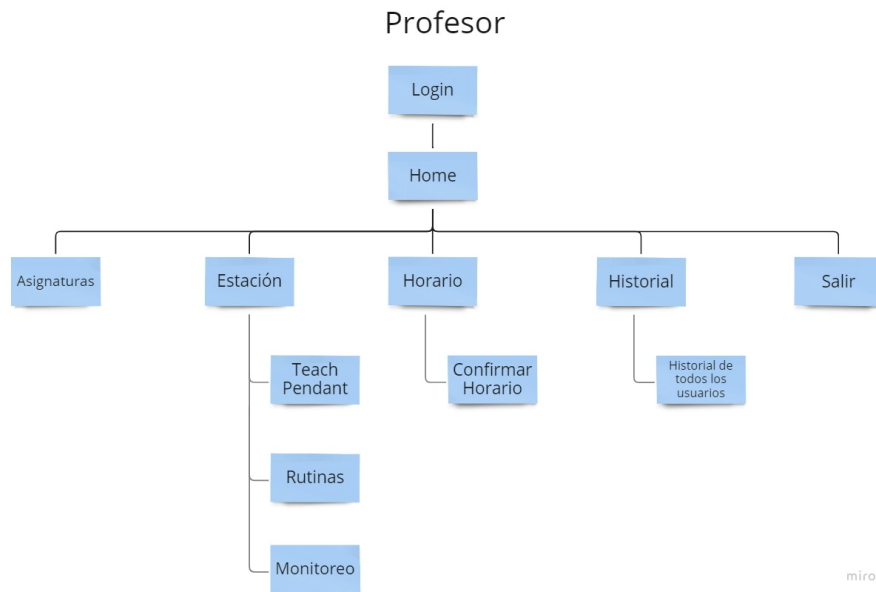 Profesor
Login
Home
Asignaturas
Estación
Horario
Historial
Salir
Teach
Pendant
Confirmar
Horario
Historial de
todos los
usuarios
Rutinas
Monitoreo
miro